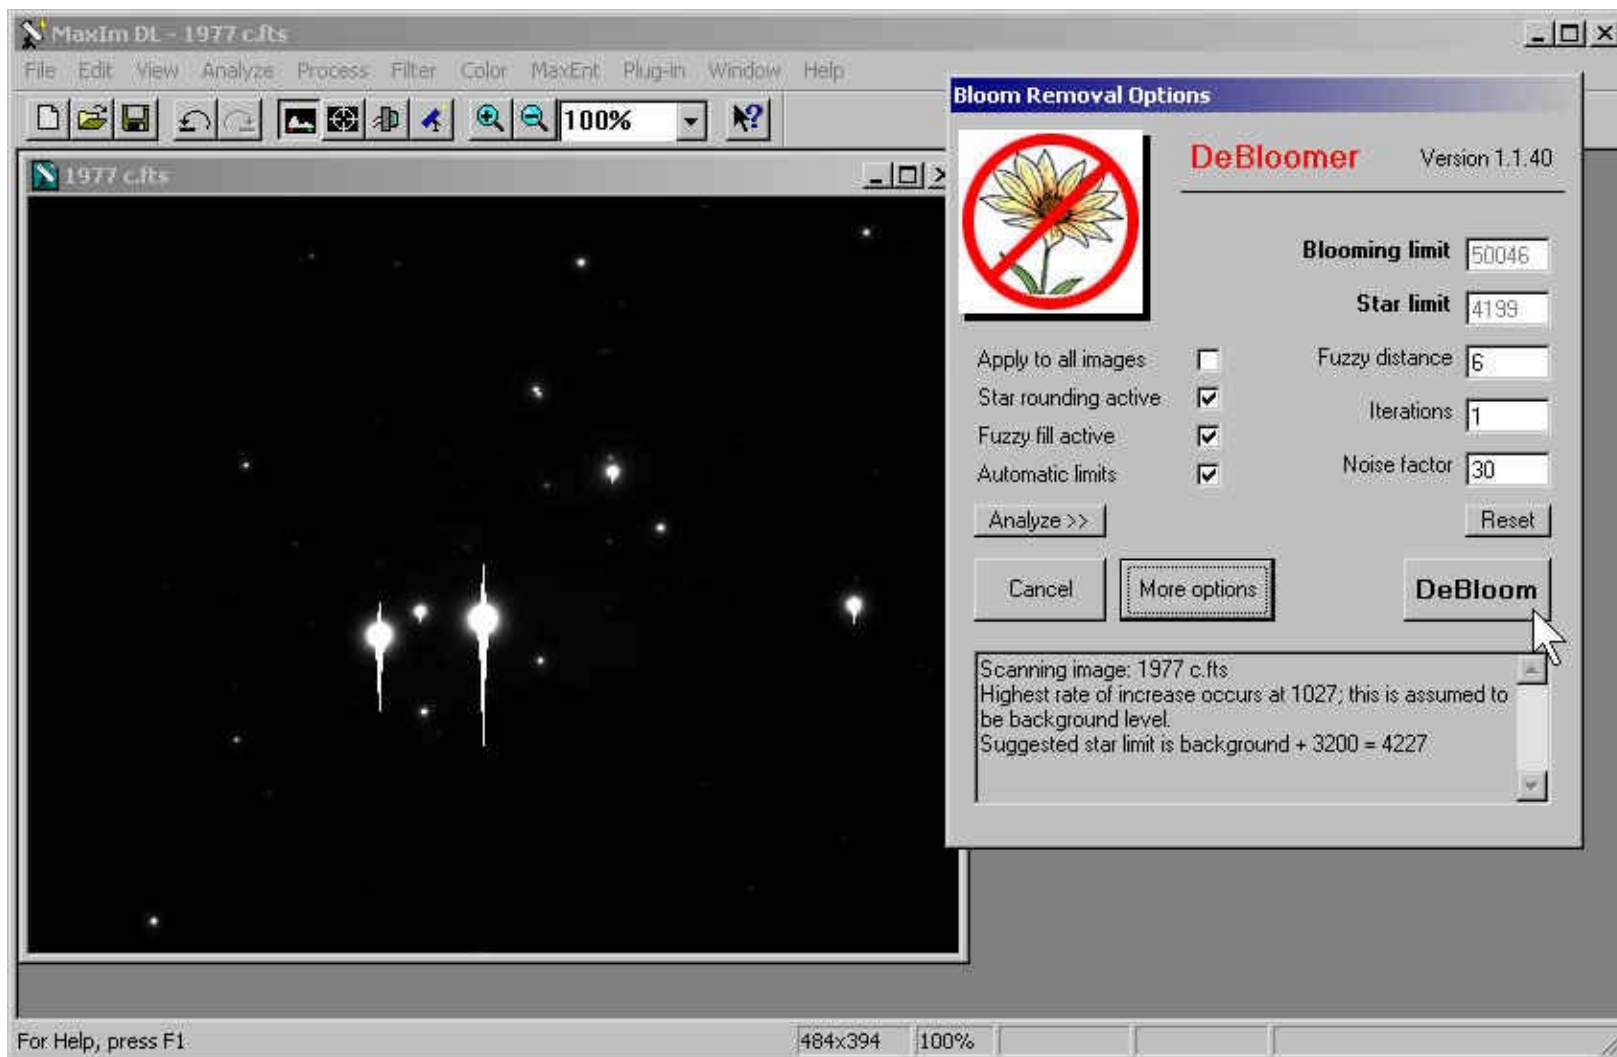 MaxIm DL - 1977 c.fts
File Edit View Analyze Process Filter Color MaxEnt Plug-in Window Help
100%
1977 c.fts
Bloom Removal Options
DeBloomer Version 1.1.40
Blooming limit 50046
Star limit 4199
Apply to all images
Fuzzy distance 6
Star rounding active
Iterations 1
Fuzzy fill active
Automatic limits
Noise factor 30
Analyze >>
Reset
Cancel
More options
DeBloom
Scanning image: 1977 c.fts
Highest rate of increase occurs at 1027; this is assumed to
be background level.
Suggested star limit is background + 3200 = 4227
For Help, press F1
484x394
100%